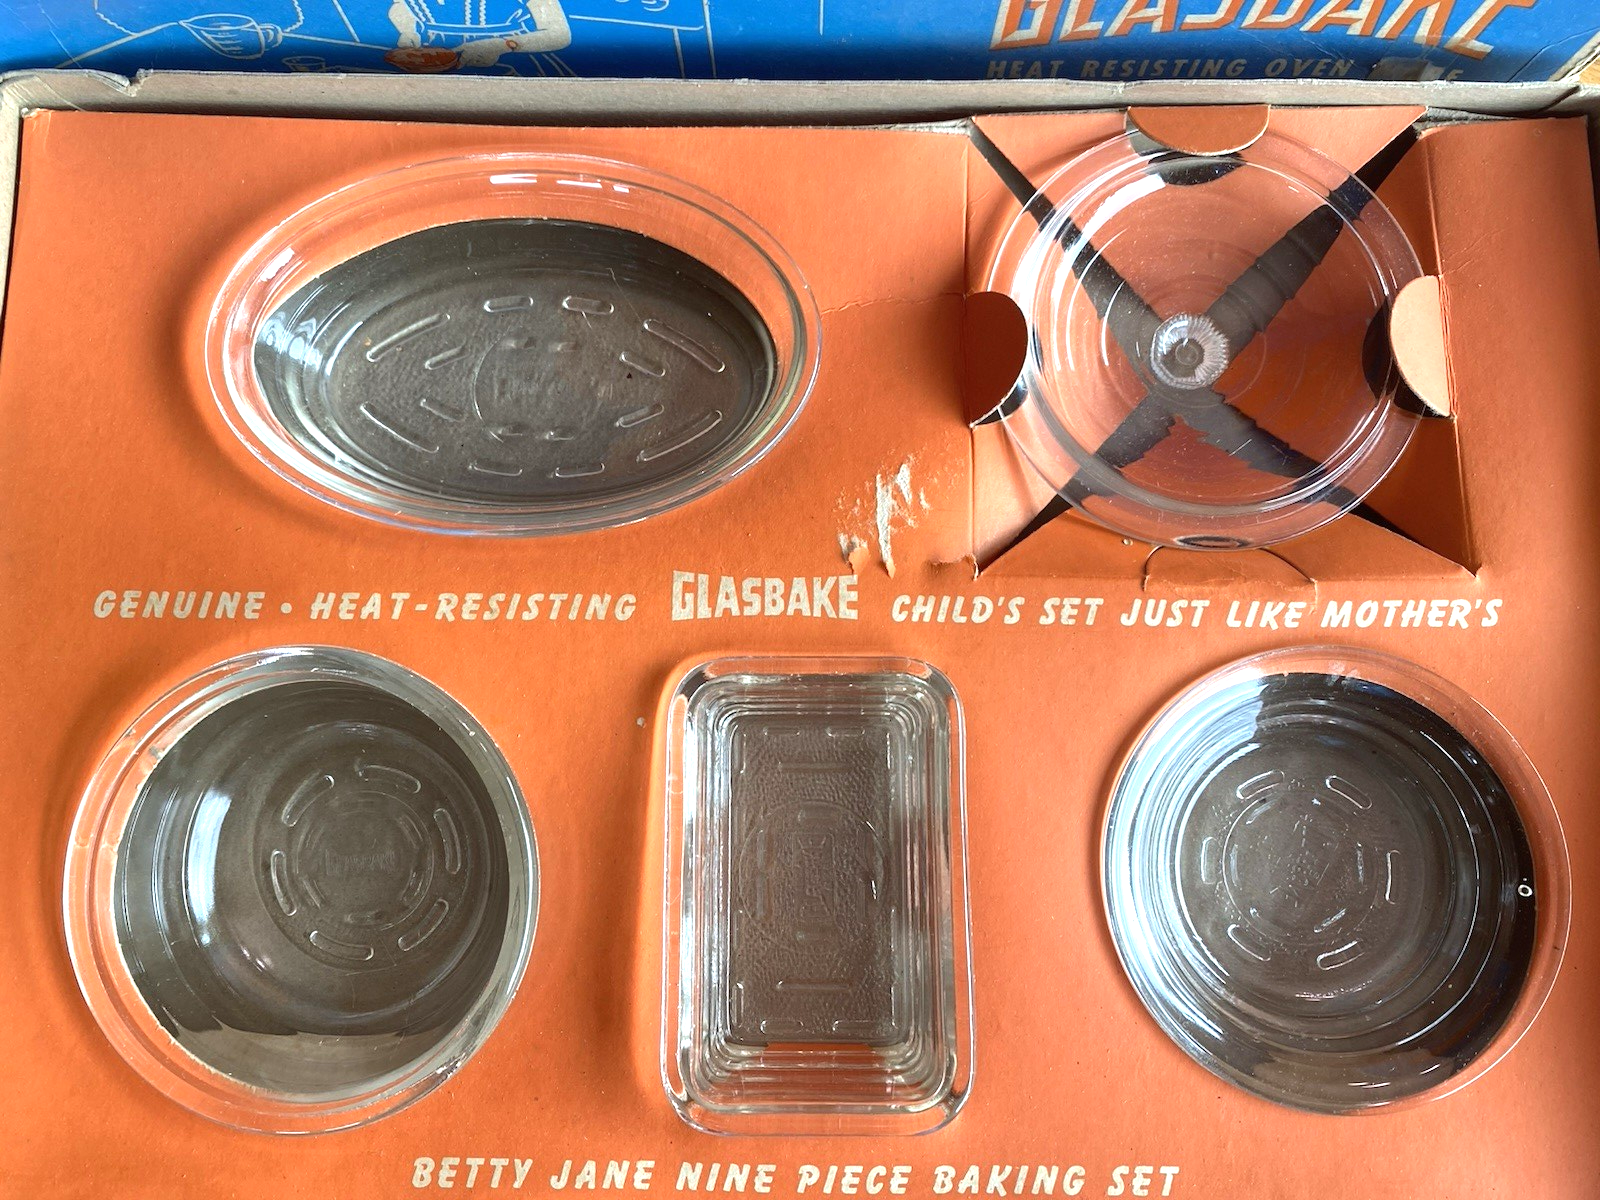 GLASBAKE
HEAT RESISTING OVEN
GENUINE • HEAT-RESISTING GLASBAKE CHILD'S SET JUST LIKE MOTHER'S
BETTY JANE NINE PIECE BAKING SET